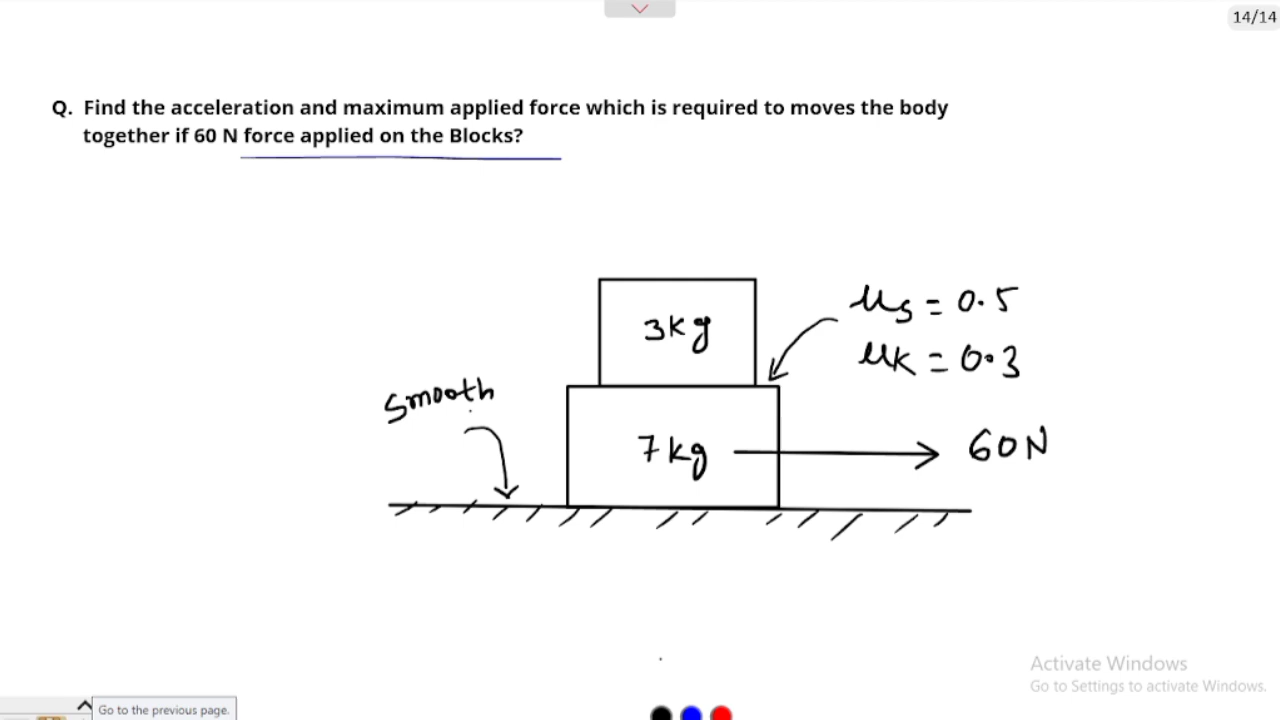 14/14
Q. Find the acceleration and maximum applied force which is required to moves the body
together if 60 N force applied on the Blocks?
μs = 0.5
3kg
μk = 0.3
Smooth
7kg
60N
Activate Windows
Go to Settings to activate Windows.
Go to the previous page.